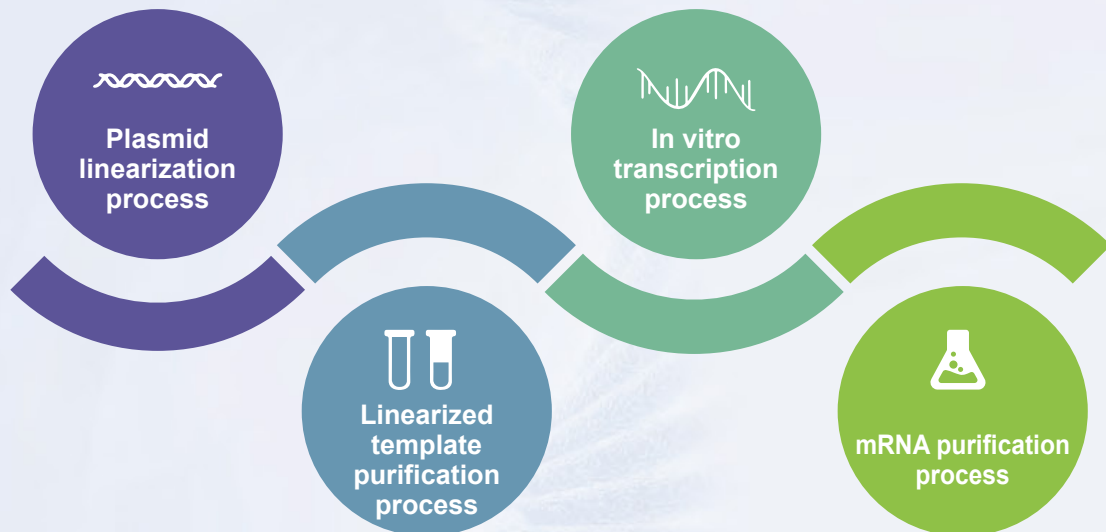 Plasmid
linearization
process
Linearized
template
purification
process
In vitro
transcription
process
mRNA purification
process